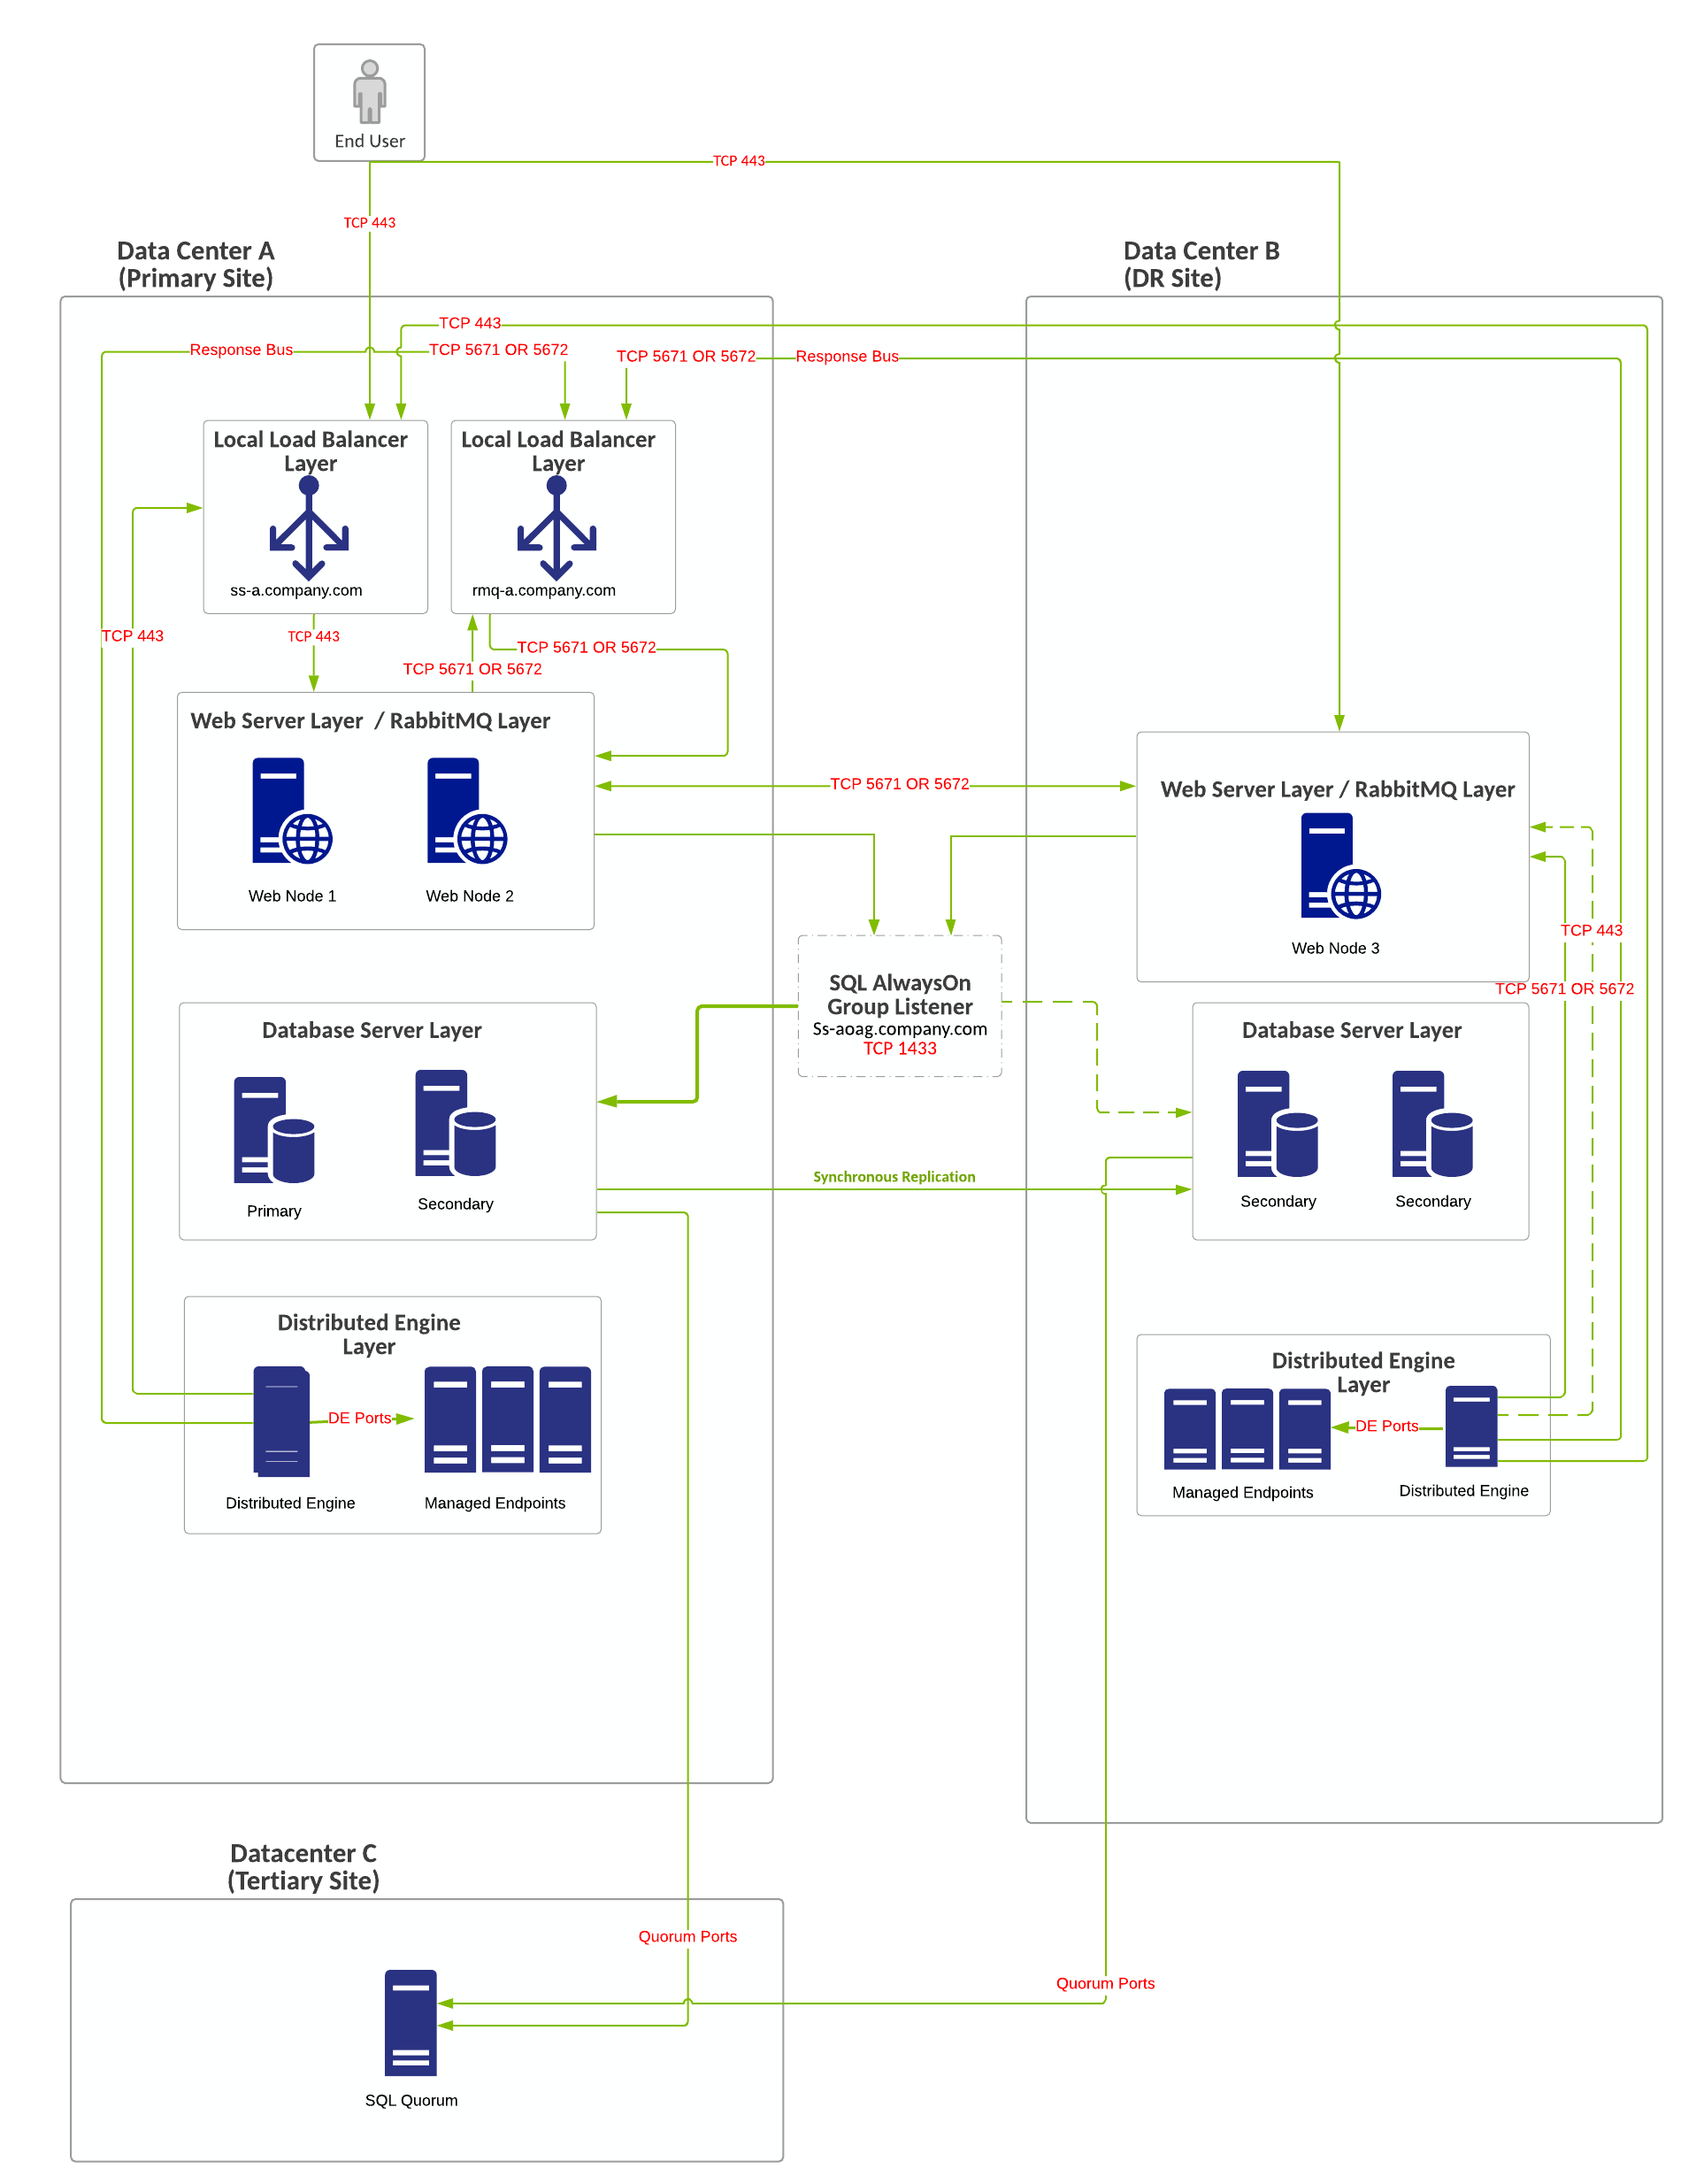 End User
TCP 443
TCP 443
Data Center A
(Primary Site)
Data Center B
(DR Site)
TCP 443
Response Bus
TCP 5671 OR 5672
TCP 5671 OR 5672
Response Bus
Local Load Balancer
Layer
ss-a.company.com
Local Load Balancer
Layer
rmq-a.company.com
TCP 443
TCP 443
TCP 5671 OR 5672
TCP 5671 OR 5672
Web Server Layer / RabbitMQ Layer
Web Node 1
Web Node 2
TCP 5671 OR 5672
Web Server Layer / RabbitMQ Layer
Web Node 3
TCP 443
TCP 5671 OR 5672
SQL AlwaysOn
Group Listener
Ss-aoag.company.com
TCP 1433
Database Server Layer
Primary
Secondary
Database Server Layer
Secondary
Secondary
Synchronous Replication
Distributed Engine
Layer
DE Ports
Distributed Engine
Managed Endpoints
Distributed Engine
Layer
DE Ports
Managed Endpoints
Distributed Engine
Datacenter C
(Tertiary Site)
Quorum Ports
Quorum Ports
SQL Quorum